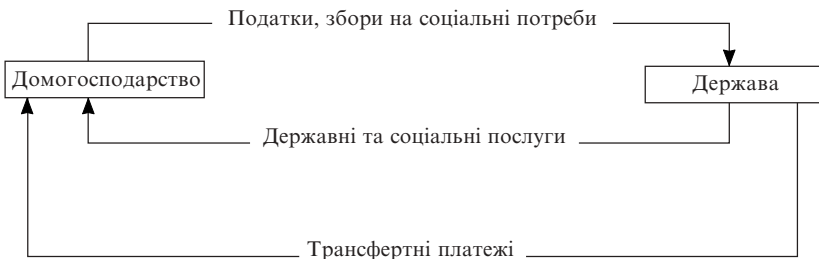 Податки, збори на соціальні потреби
Домогосподарство
Держава
Державні та соціальні послуги
Трансфертні платежі